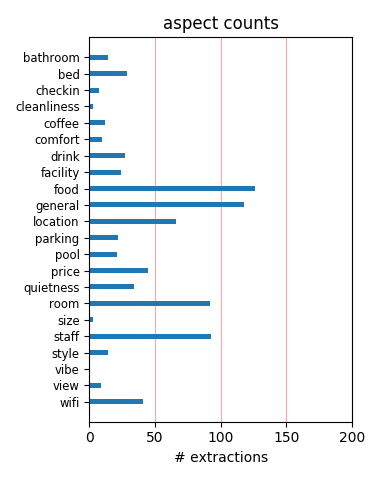 aspect counts
bathroom
bed
checkin
cleanliness
coffee
comfort
drink
facility
food
general
location
parking
pool
price
quietness
room
size
staff
style
vibe
view
wifi
0 50 100 150 200
# extractions